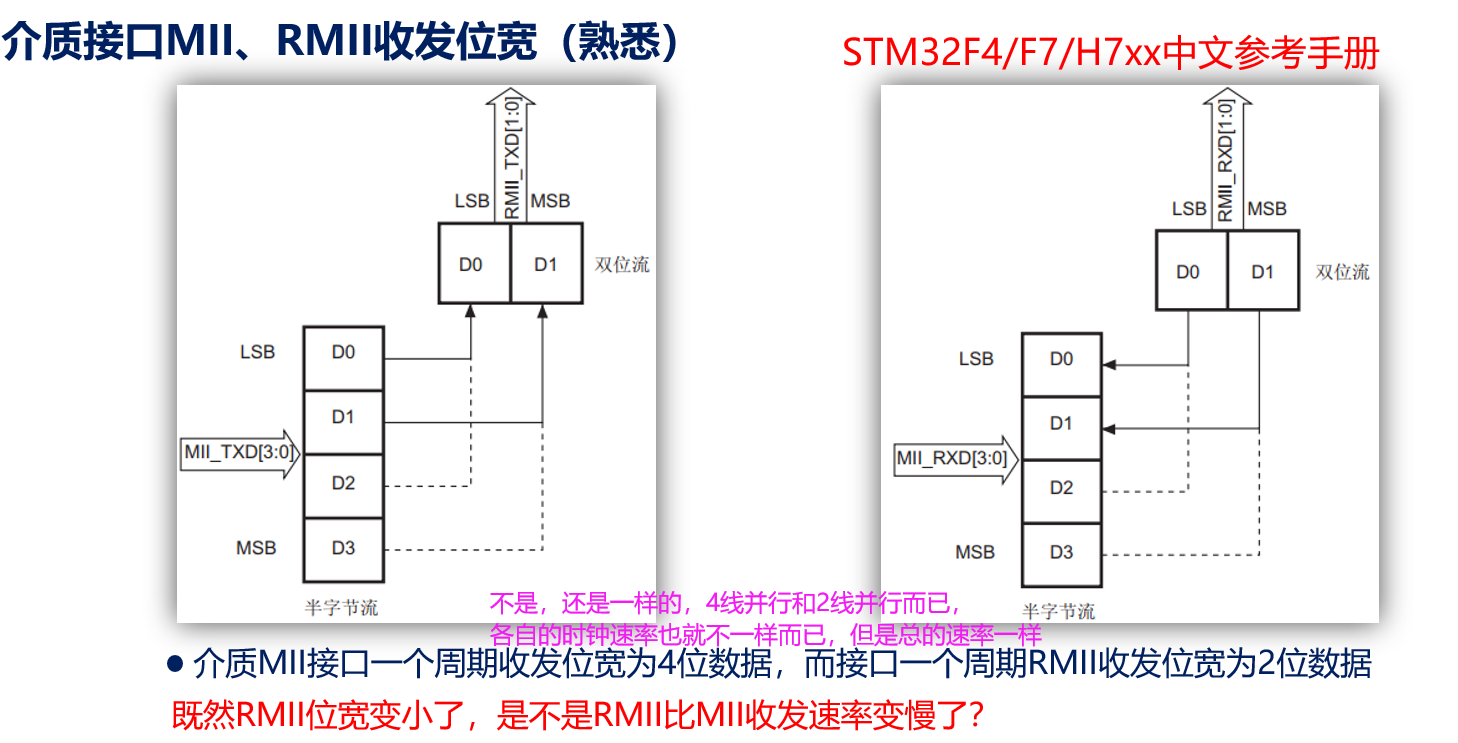 介质接口MII、RMII收发位宽（熟悉）
STM32F4/F7/H7xx中文参考手册
RMII_TXD[1:0]
LSB
MSB
D0
D1
双位流
LSB
D0
D1
MII_TXD[3:0]
D2
MSB
D3
半字节流
RMII_RXD[1:0]
LSB
MSB
D0
D1
双位流
LSB
D0
D1
MII_RXD[3:0]
D2
MSB
D3
半字节流
不是，还是一样的，4线并行和2线并行而已，
各自的时钟速率也就不一样而已，但是总的速率一样
● 介质MII接口一个周期收发位宽为4位数据，而接口一个周期RMII收发位宽为2位数据
既然RMII位宽变小了，是不是RMII比MII收发速率变慢了?